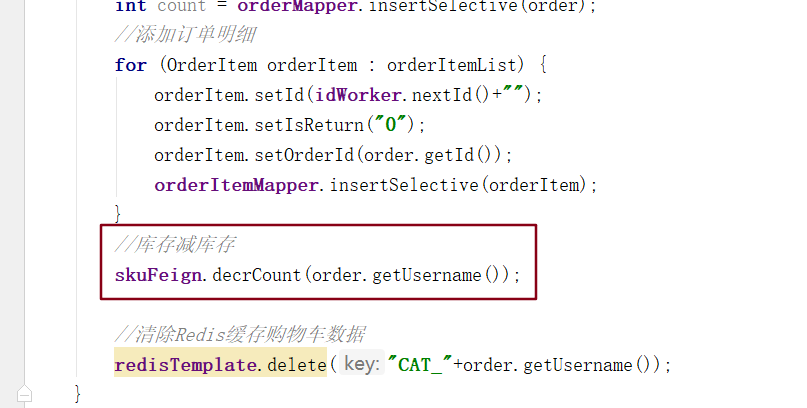 int count = orderMapper.insertSelective(order);
//添加订单明细
for (OrderItem orderItem : orderItemList) {
orderItem.setId(idWorker.nextId()+"");
orderItem.setIsReturn("0");
orderItem.setOrderId(order.getId());
orderItemMapper.insertSelective(orderItem);
}
//库存减库存
skuFeign.decrCount(order.getUsername());
//清除Redis缓存购物车数据
redisTemplate.delete( key: "CAT_"+order.getUsername());
}